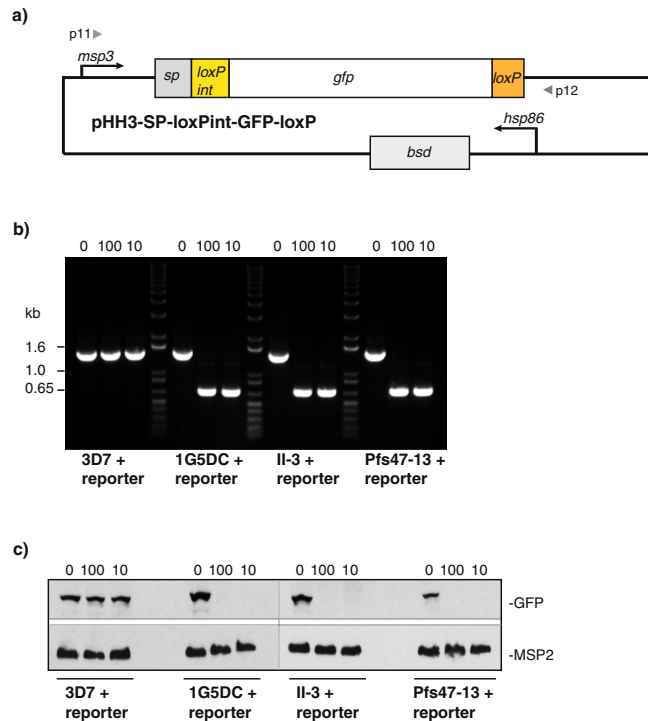 a)
p11
msp3
sp
loxP
int
gfp
loxP
p12
pHH3-SP-loxPint-GFP-loxP
hsp86
bsd
b)
0 100 10 0 100 10 0 100 10 0 100 10
kb
1.6
1.0
0.65
3D7 + 1G5DC + II-3 + Pfs47-13 +
reporter reporter reporter reporter
c)
0 100 10 0 100 10 0 100 10 0 100 10
-GFP
-MSP2
3D7 + 1G5DC + II-3 + Pfs47-13 +
reporter reporter reporter reporter